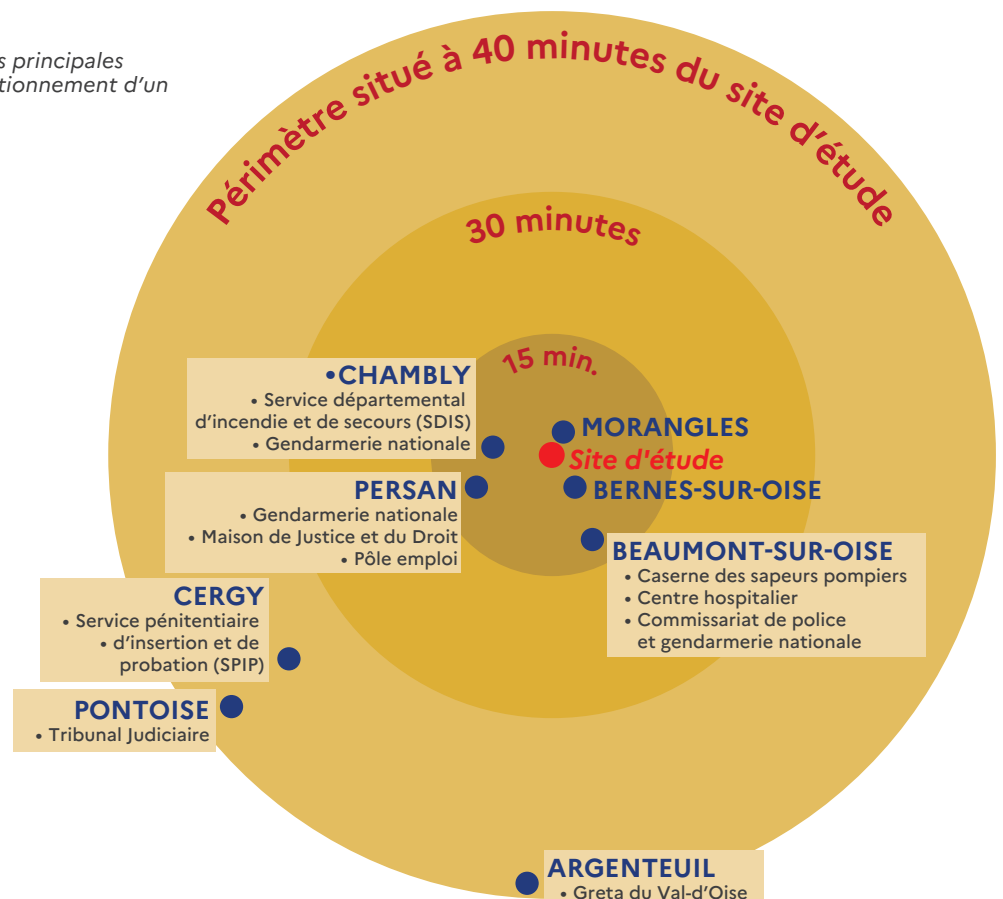 s principales
tionnement d'un
Périmètre situé à 40 minutes du site d'étude
30 minutes
15 min.
•CHAMBLY
• Service départemental
d'incendie et de secours (SDIS)
• Gendarmerie nationale
MORANGLES
Site d'étude
PERSAN
• Gendarmerie nationale
• Maison de Justice et du Droit
• Pôle emploi
BERNES-SUR-OISE
BEAUMONT-SUR-OISE
• Caserne des sapeurs pompiers
• Centre hospitalier
• Commissariat de police
et gendarmerie nationale
CERGY
• Service pénitentiaire
• d'insertion et de
probation (SPIP)
PONTOISE
• Tribunal Judiciaire
ARGENTEUIL
• Greta du Val-d'Oise